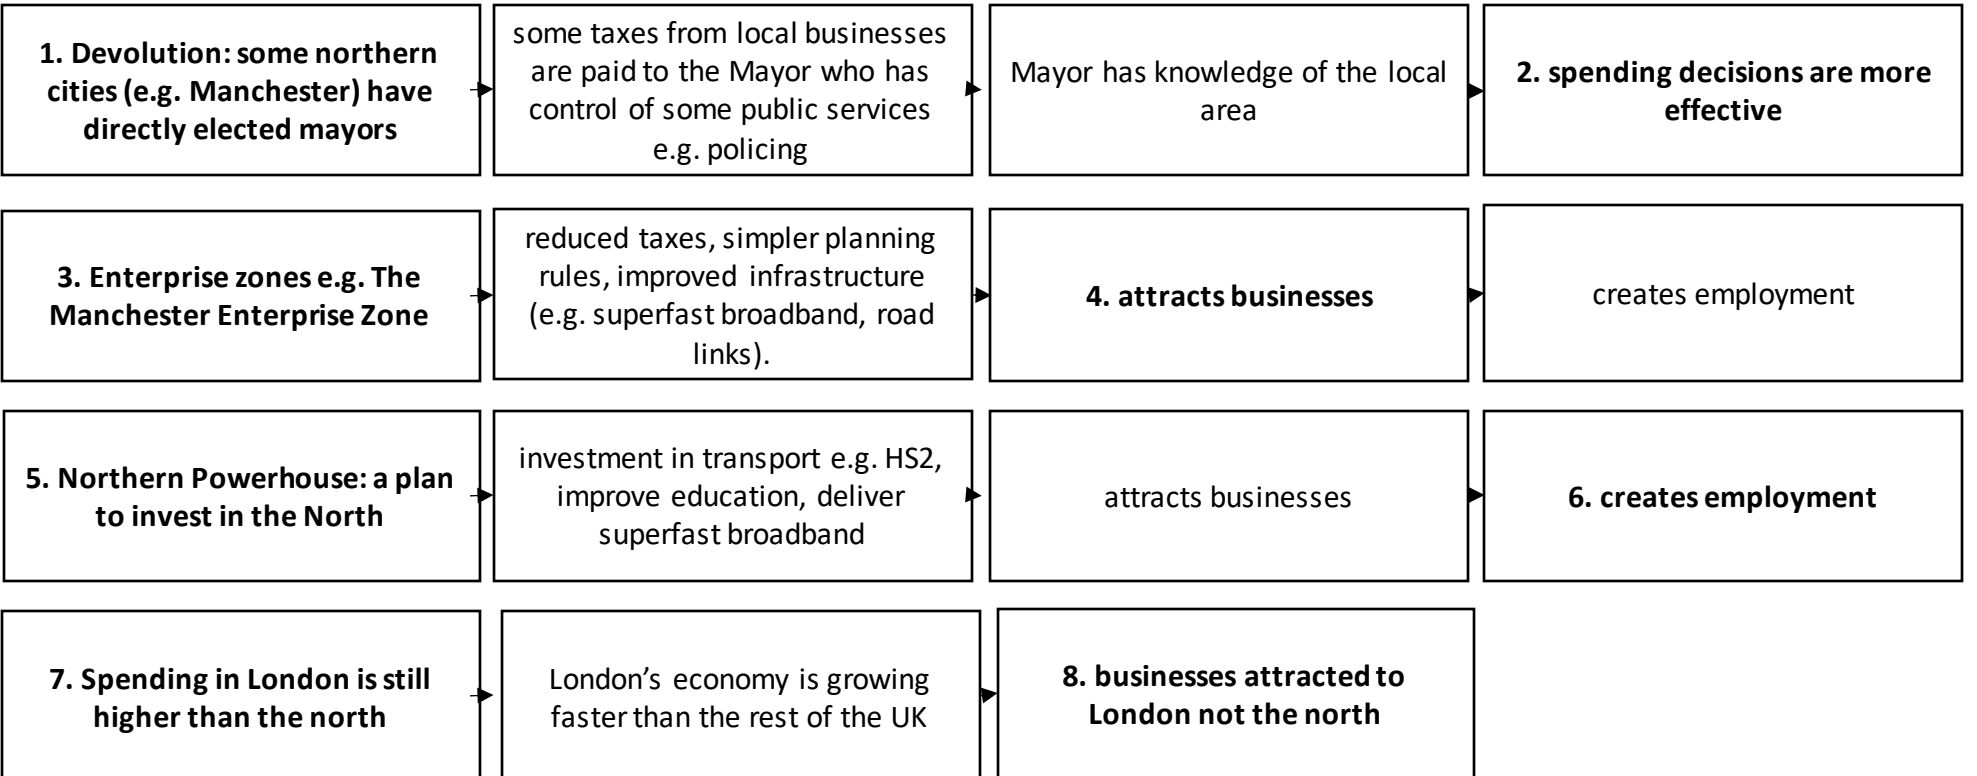 1. Devolution: some northern
cities (e.g. Manchester) have
directly elected mayors
some taxes from local businesses
are paid to the Mayor who has
control of some public services
e.g. policing
Mayor has knowledge of the local
area
2. spending decisions are more
effective
3. Enterprise zones e.g. The
Manchester Enterprise Zone
reduced taxes, simpler planning
rules, improved infrastructure
(e.g. superfast broadband, road
links).
4. attracts businesses
creates employment
5. Northern Powerhouse: a plan
to invest in the North
investment in transport e.g. HS2,
improve education, deliver
superfast broadband
attracts businesses
6. creates employment
7. Spending in London is still
higher than the north
London's economy is growing
faster than the rest of the UK
8. businesses attracted to
London not the north